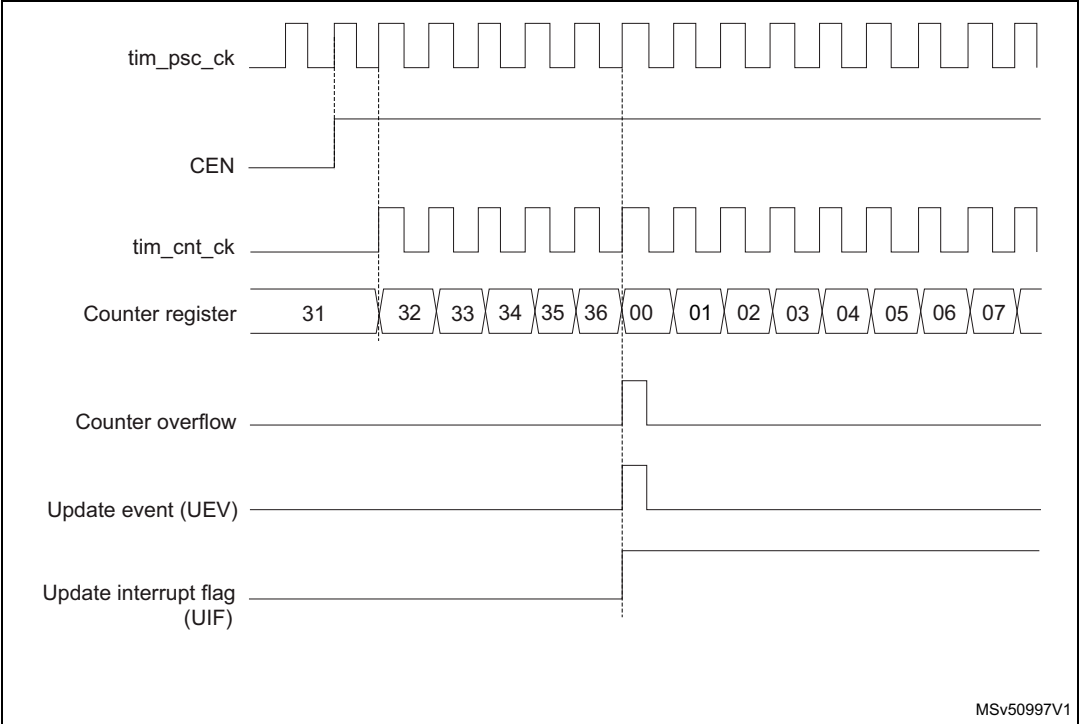 tim_psc_ck
CEN
tim_cnt_ck
Counter register 31 32 33 34 35 36 00 01 02 03 04 05 06 07
Counter overflow
Update event (UEV)
Update interrupt flag
(UIF)
MSv50997V1